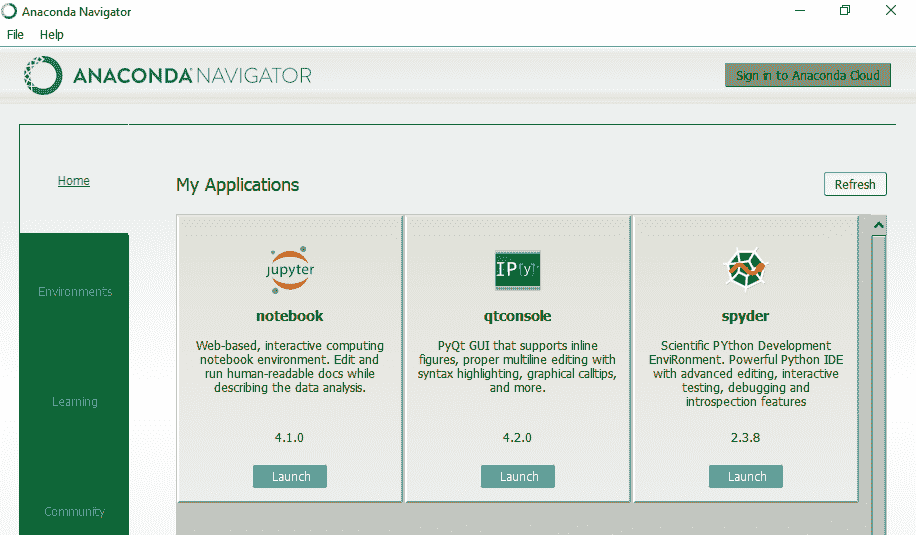 Anaconda Navigator
File Help
ANACONDA NAVIGATOR
Sign in to Anaconda Cloud
Home
My Applications
Refresh
Environments
Learning
Community
jupyter
notebook
Web-based, interactive computing
notebook environment. Edit and
run human-readable docs while
describing the data analysis.
4.1.0
Launch
IP[y]:
qtconsole
PyQt GUI that supports inline
figures, proper multiline editing with
syntax highlighting, graphical calltips,
and more.
4.2.0
Launch
spyder
Scientific PYthon Development
EnviRonment. Powerful Python IDE
with advanced editing, interactive
testing, debugging and
introspection features
2.3.8
Launch